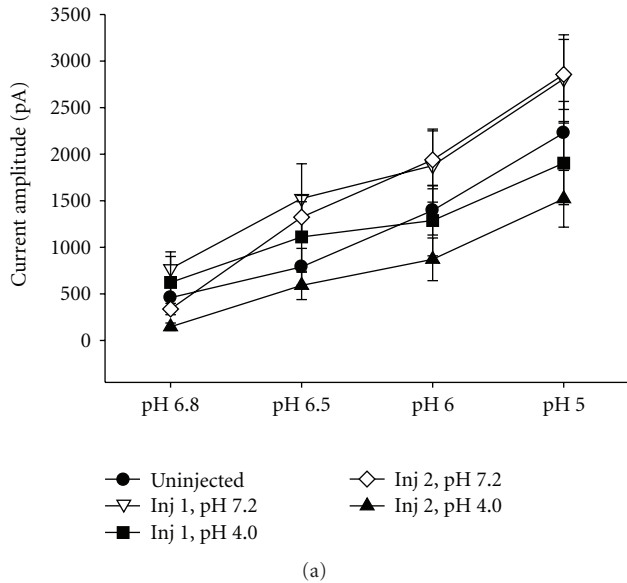 3500
3000
2500
2000
1500
1000
500
0
Current amplitude (pA)
pH 6.8 pH 6.5 pH 6 pH 5
Uninjected
Inj 1, pH 7.2
Inj 1, pH 4.0
Inj 2, pH 7.2
Inj 2, pH 4.0
(a)